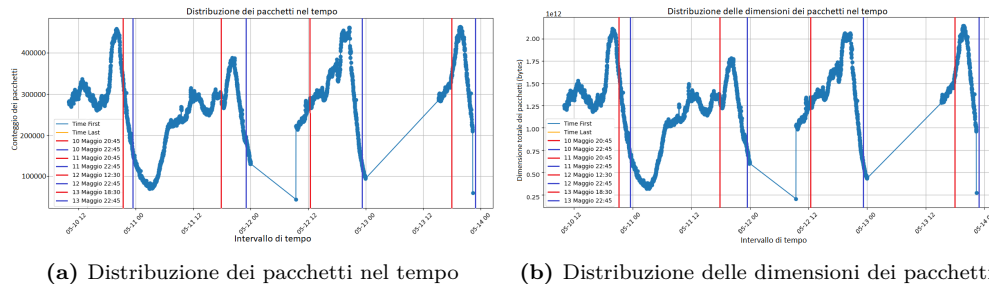 Distribuzione dei pacchetti nel tempo
Conteggio dei pacchetti
400000
300000
200000
100000
Time First
Time Last
10 Maggio 20:45
10 Maggio 22:45
11 Maggio 20:45
11 Maggio 22:45
12 Maggio 12:30
12 Maggio 22:45
13 Maggio 18:30
13 Maggio 22:45
05-10 12
05-11 00
05-11 12
05-12 00
05-12 12
05-13 00
05-13 12
05-14 00
Intervallo di tempo
(a) Distribuzione dei pacchetti nel tempo
Distribuzione delle dimensioni dei pacchetti nel tempo
1e12
Dimensione totale dei pacchetti (bytes)
2.00
1.75
1.50
1.25
1.00
0.75
0.50
0.25
Time First
Time Last
10 Maggio 20:45
10 Maggio 22:45
11 Maggio 20:45
11 Maggio 22:45
12 Maggio 12:30
12 Maggio 22:45
13 Maggio 18:30
13 Maggio 22:45
05-10 12
05-11 00
05-11 12
05-12 00
05-12 12
05-13 00
05-13 12
05-14 00
Intervallo di tempo
(b) Distribuzione delle dimensioni dei pacchetti